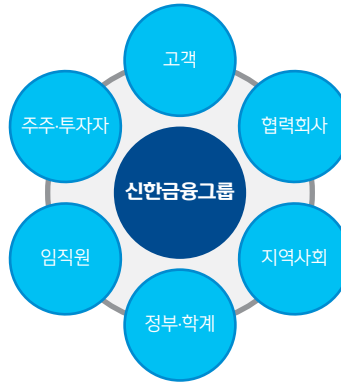 고객
주주·투자자
협력회사
신한금융그룹
임직원
지역사회
정부·학계